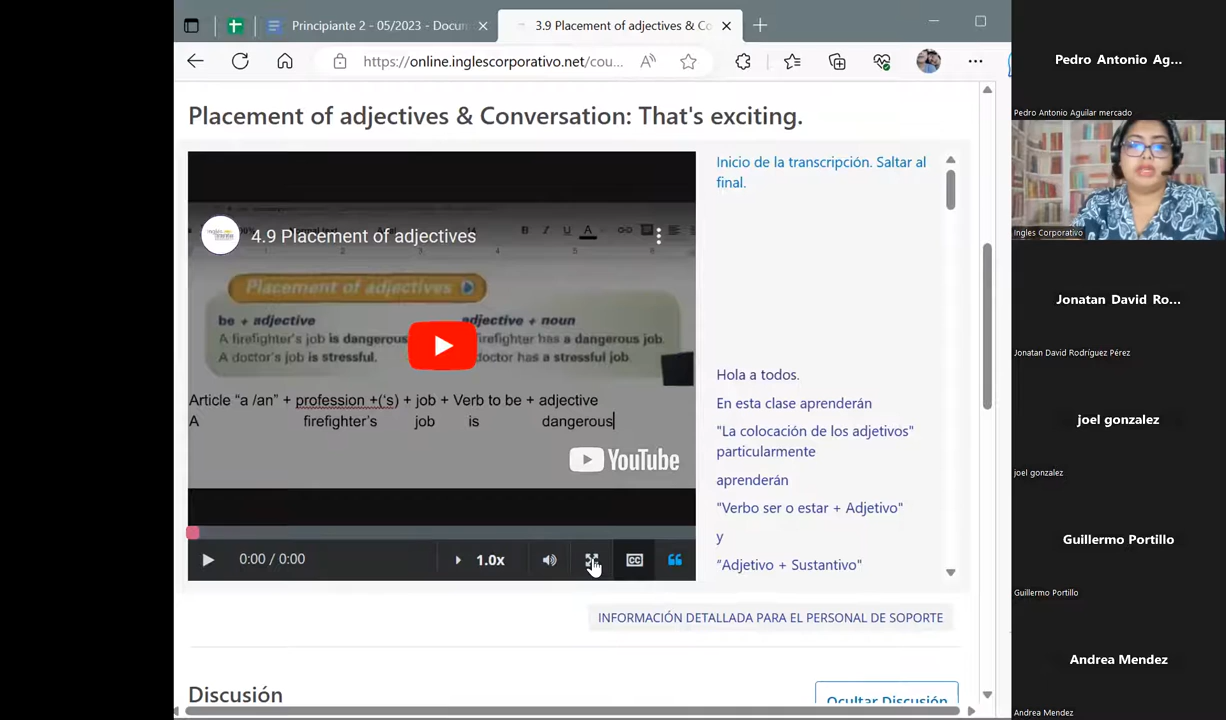 Principiante 2 - 05/2023 - Docum
3.9 Placement of adjectives & Co
https://online.inglescorporativo.net/cou...
Placement of adjectives & Conversation: That's exciting.
4.9 Placement of adjectives
Placement of adjectives
be + adjective
adjective + noun
A firefighter's job is dangerous
firefighter has a dangerous job.
A doctor's job is stressful.
doctor has a stressful job.
Article “a /an” + profession +(‘s) + job + Verb to be + adjective
A firefighter’s job is dangerous
YouTube
0:00 / 0:00
1.0x
CC
Inicio de la transcripción. Saltar al
final.
Hola a todos.
En esta clase aprenderán
"La colocación de los adjetivos"
particularmente
aprenderán
"Verbo ser o estar + Adjetivo"
y
"Adjetivo + Sustantivo"
INFORMACIÓN DETALLADA PARA EL PERSONAL DE SOPORTE
Discusión
Ocultar Discusión
Pedro Antonio Ag...
Pedro Antonio Aguilar mercado
Ingles Corporativo
Jonatan David Ro...
Jonatan David Rodríguez Pérez
joel gonzalez
joel gonzalez
Guillermo Portillo
Guillermo Portillo
Andrea Mendez
Andrea Mendez